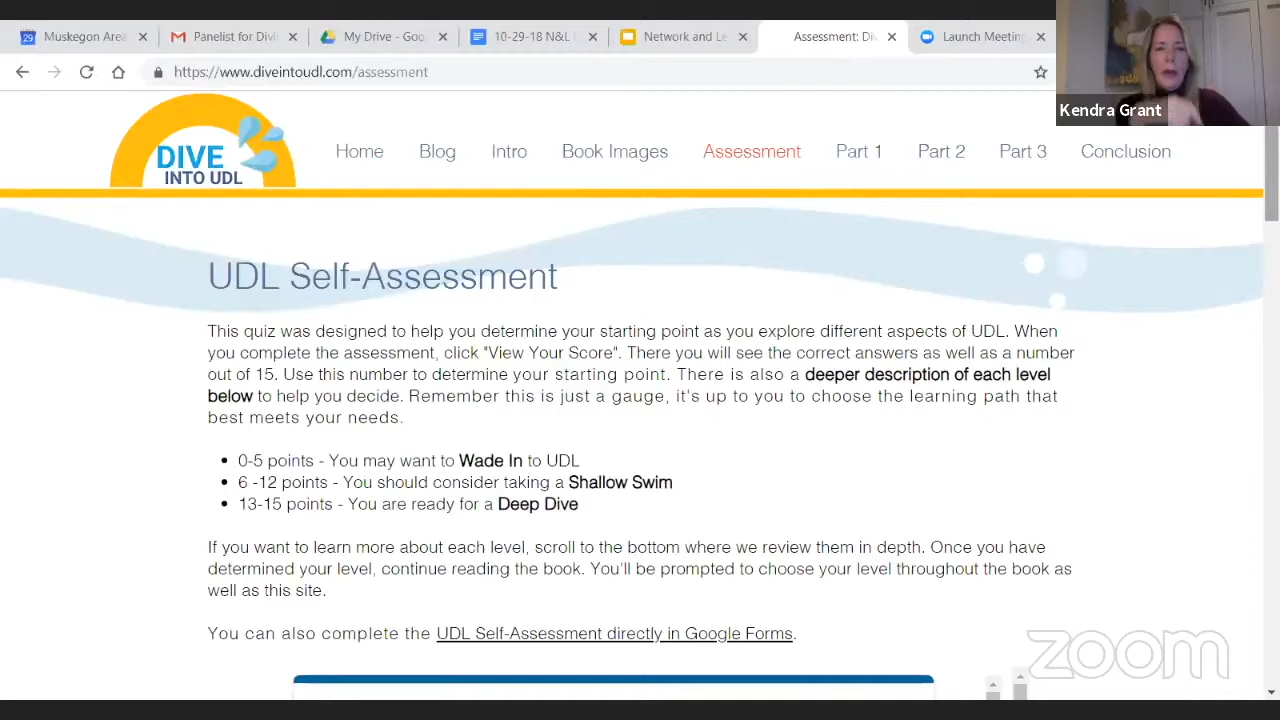 29
Muskegon Area
Panelist for Divi
My Drive - Goo
10-29-18 N&L
Network and Le
Assessment: Di
Launch Meeting
https://www.diveintoudl.com/assessment
Kendra Grant
DIVE
INTO UDL
Home
Blog
Intro
Book Images
Assessment
Part 1
Part 2
Part 3
Conclusion
UDL Self-Assessment
This quiz was designed to help you determine your starting point as you explore different aspects of UDL. When
you complete the assessment, click "View Your Score". There you will see the correct answers as well as a number
out of 15. Use this number to determine your starting point. There is also a deeper description of each level
below to help you decide. Remember this is just a gauge, it's up to you to choose the learning path that
best meets your needs.
• 0-5 points - You may want to Wade In to UDL
• 6 -12 points - You should consider taking a Shallow Swim
• 13-15 points - You are ready for a Deep Dive
If you want to learn more about each level, scroll to the bottom where we review them in depth. Once you have
determined your level, continue reading the book. You'll be prompted to choose your level throughout the book as
well as this site.
You can also complete the UDL Self-Assessment directly in Google Forms.
zoom